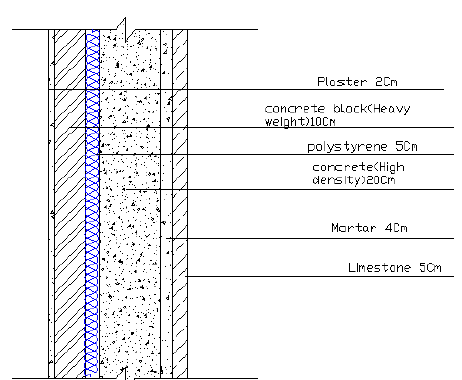 Plaster 2Cm
concrete block(Heavy
weight)10Cm
polystyrene 5Cm
concrete(High
density)20Cm
Mortar 4Cm
Limestone 5Cm